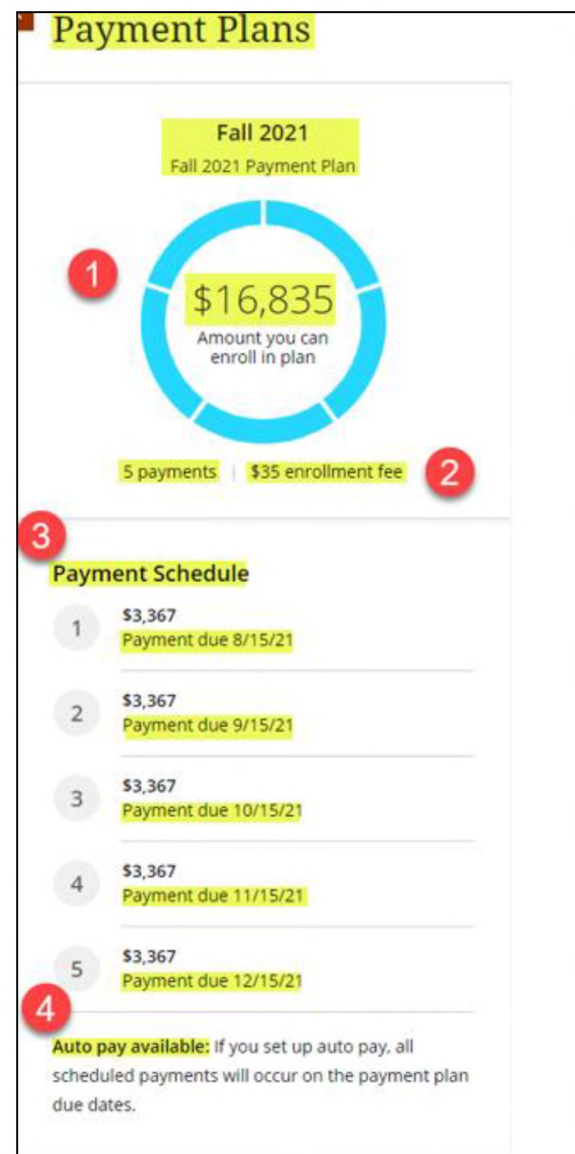 Payment Plans
Fall 2021
Fall 2021 Payment Plan
1
$16,835
Amount you can
enroll in plan
5 payments | $35 enrollment fee
2
3
Payment Schedule
1
$3,367
Payment due 8/15/21
2
$3,367
Payment due 9/15/21
3
$3,367
Payment due 10/15/21
4
$3,367
Payment due 11/15/21
5
$3,367
Payment due 12/15/21
4
Auto pay available: If you set up auto pay, all
scheduled payments will occur on the payment plan
due dates.